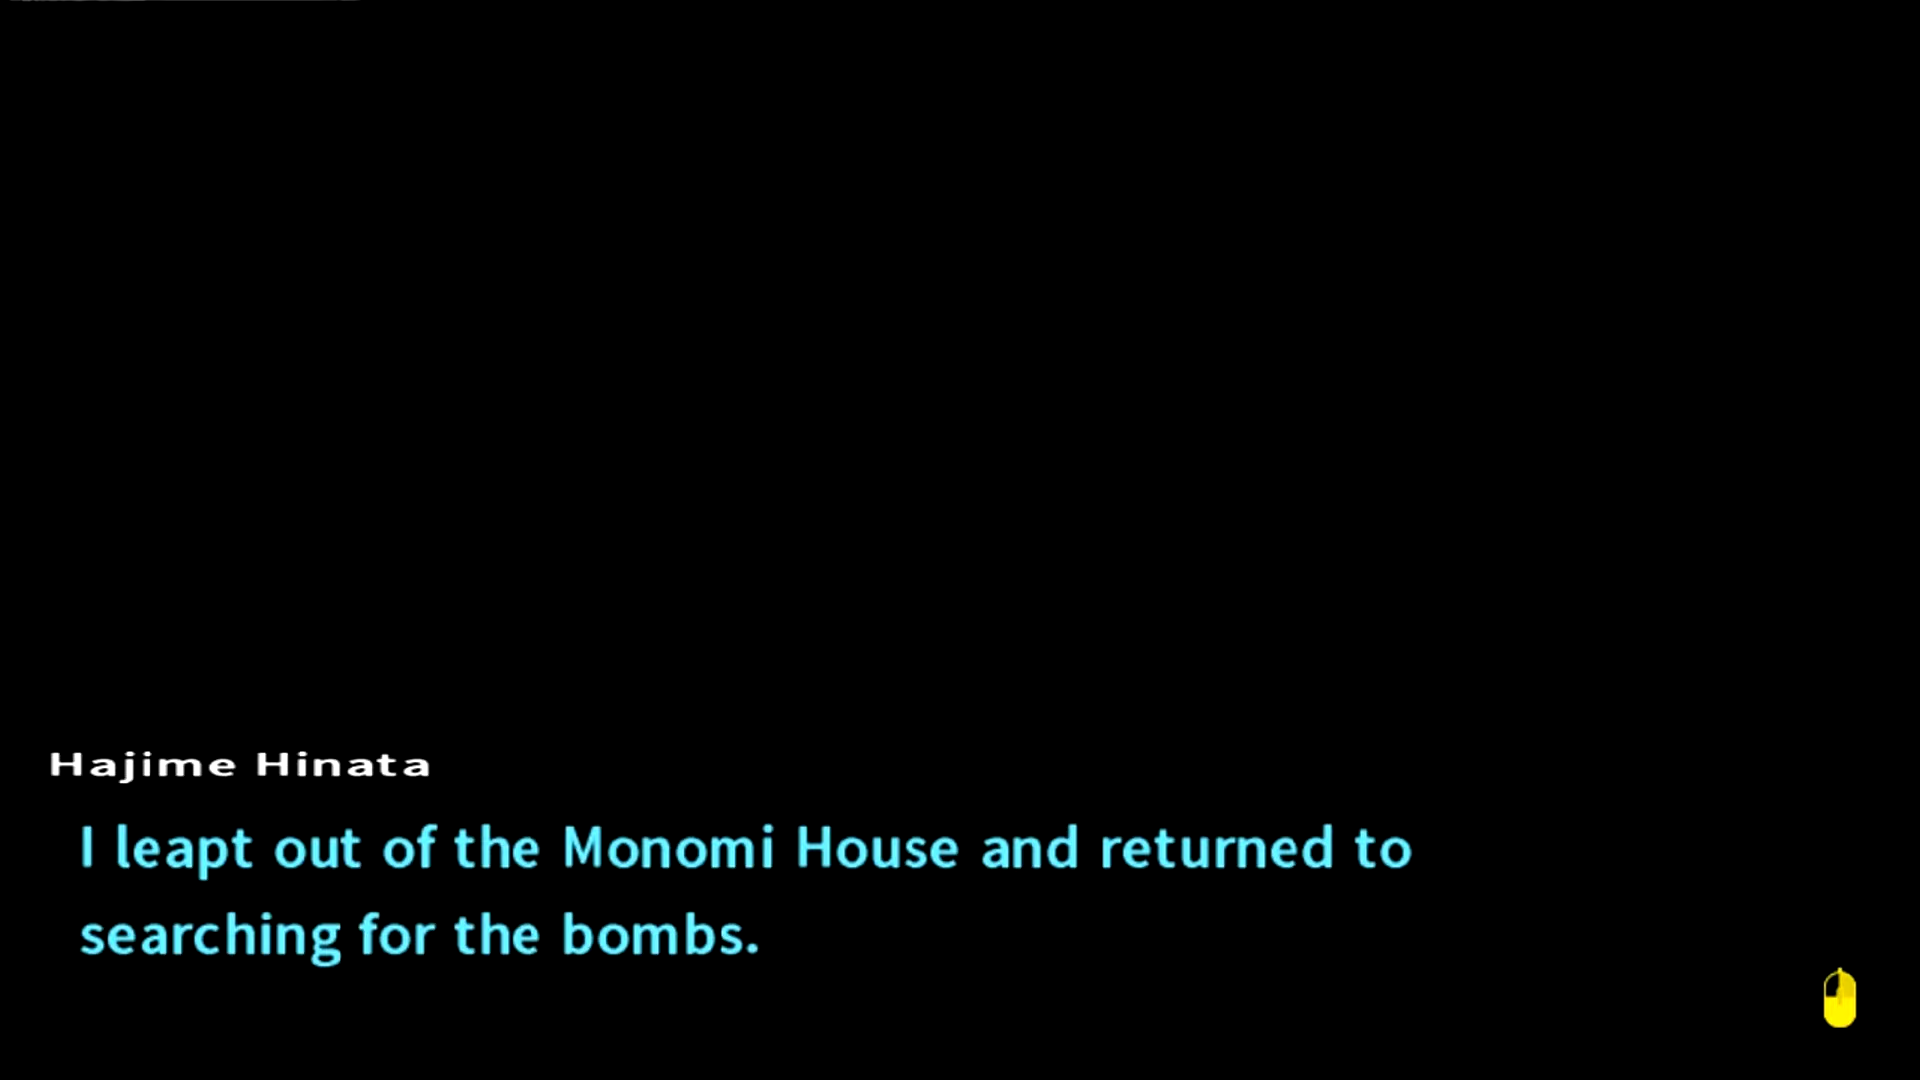 Hajime Hinata
I leapt out of the Monomi House and returned to
searching for the bombs.